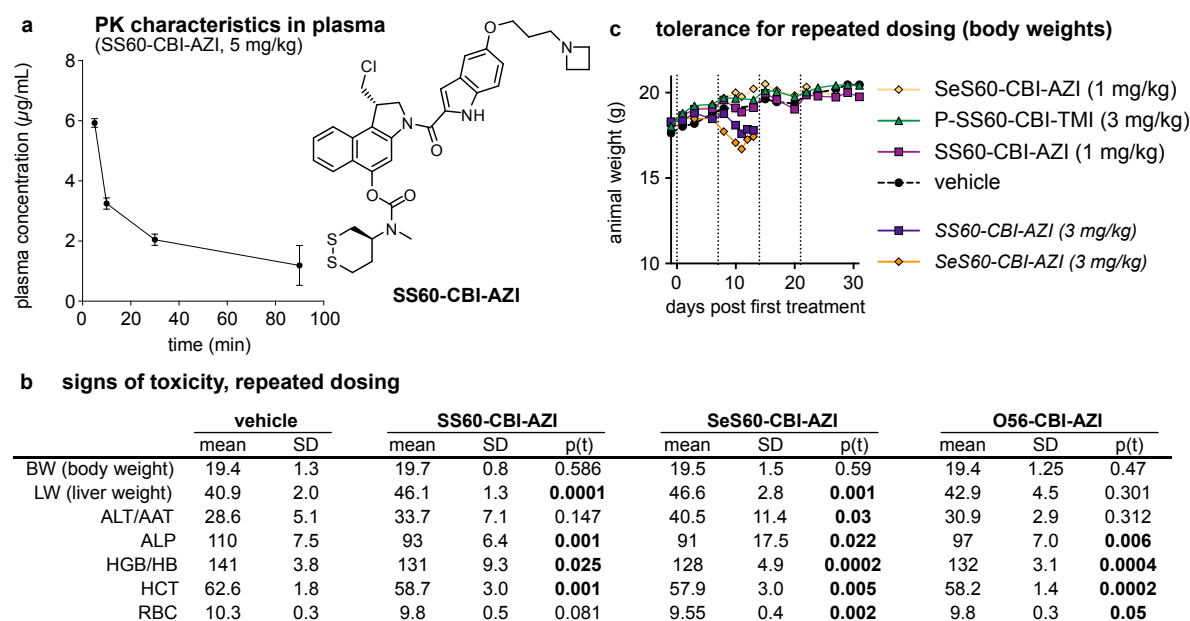 a PK characteristics in plasma
(SS60-CBI-AZI, 5 mg/kg)
plasma concentration (µg/mL)
8
6
4
2
0
0 20 40 60 80 100
time (min)
Cl
O
N
N
NH
O
O
O
N
S
S
SS60-CBI-AZI
c tolerance for repeated dosing (body weights)
animal weight (g)
20
15
10
0 10 20 30
days post first treatment
SeS60-CBI-AZI (1 mg/kg)
P-SS60-CBI-TMI (3 mg/kg)
SS60-CBI-AZI (1 mg/kg)
vehicle
SS60-CBI-AZI (3 mg/kg)
SeS60-CBI-AZI (3 mg/kg)
b signs of toxicity, repeated dosing
vehicle SS60-CBI-AZI SeS60-CBI-AZI O56-CBI-AZI
mean SD mean SD p(t) mean SD p(t) mean SD p(t)
BW (body weight) 19.4 1.3 19.7 0.8 0.586 19.5 1.5 0.59 19.4 1.25 0.47
LW (liver weight) 40.9 2.0 46.1 1.3 0.0001 46.6 2.8 0.001 42.9 4.5 0.301
ALT/AAT 28.6 5.1 33.7 7.1 0.147 40.5 11.4 0.03 30.9 2.9 0.312
ALP 110 7.5 93 6.4 0.001 91 17.5 0.022 97 7.0 0.006
HGB/HB 141 3.8 131 9.3 0.025 128 4.9 0.0002 132 3.1 0.0004
HCT 62.6 1.8 58.7 3.0 0.001 57.9 3.0 0.005 58.2 1.4 0.0002
RBC 10.3 0.3 9.8 0.5 0.081 9.55 0.4 0.002 9.8 0.3 0.05